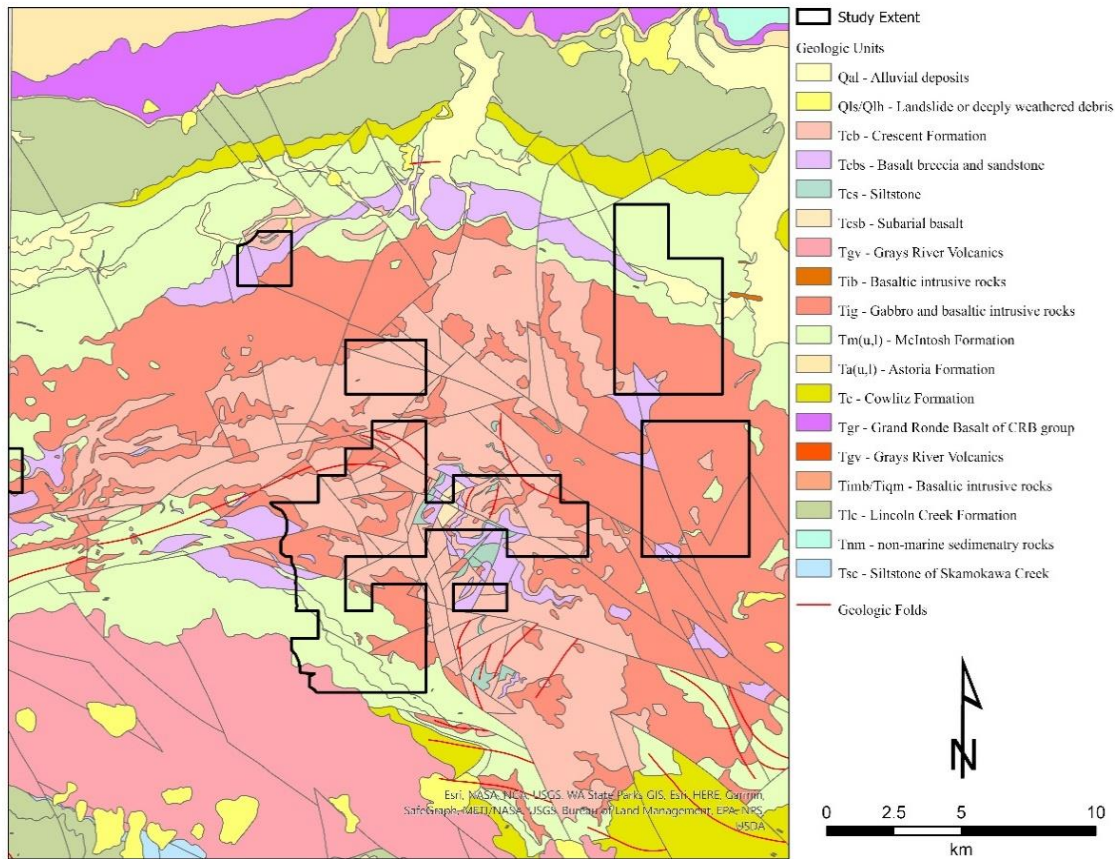 Study Extent
Geologic Units
Qal - Alluvial deposits
Qls/Qlh - Landslide or deeply weathered debris
Tcb - Crescent Formation
Tcbs - Basalt breccia and sandstone
Tcs - Siltstone
Tcsb - Subarial basalt
Tgv - Grays River Volcanics
Tib - Basaltic intrusive rocks
Tig - Gabbro and basaltic intrusive rocks
Tm(u,l) - McIntosh Formation
Ta(u,l) - Astoria Formation
Tc - Cowlitz Formation
Tgr - Grand Ronde Basalt of CRB group
Tgv - Grays River Volcanics
Timb/Tiqm - Basaltic intrusive rocks
Tlc - Lincoln Creek Formation
Tnm - non-marine sedimenatry rocks
Tsc - Siltstone of Skamokawa Creek
Geologic Folds
N
0 2.5 5 10
km
Esri, NASA, NGA, USGS, WA State Parks GIS, Esri, HERE, Garmin,
SafeGraph, METI/NASA, USGS, Bureau of Land Management, EPA, NPS,
USDA